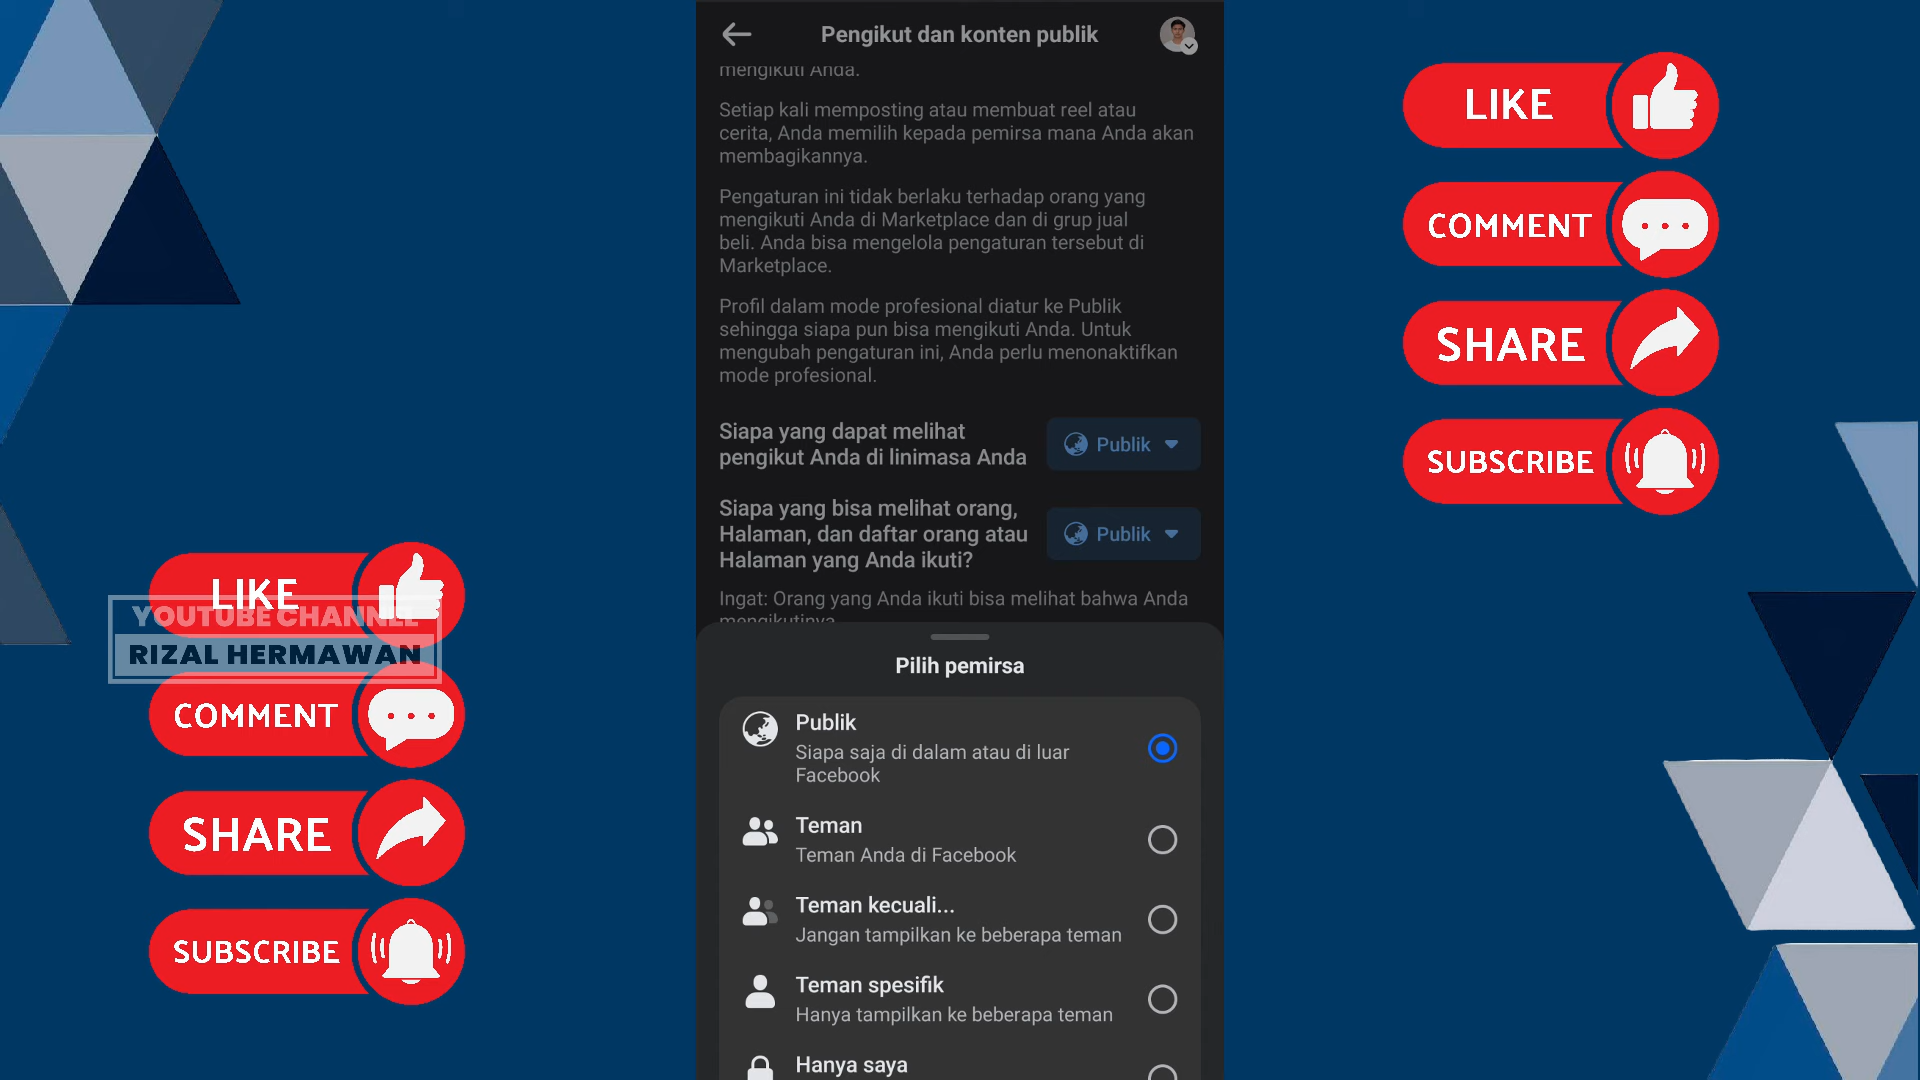 Pengikut dan konten publik
mengikuti Anda.
Setiap kali memposting atau membuat reel atau
cerita, Anda memilih kepada pemirsa mana Anda akan
membagikannya.
Pengaturan ini tidak berlaku terhadap orang yang
mengikuti Anda di Marketplace dan di grup jual
beli. Anda bisa mengelola pengaturan tersebut di
Marketplace.
Profil dalam mode profesional diatur ke Publik
sehingga siapa pun bisa mengikuti Anda. Untuk
mengubah pengaturan ini, Anda perlu menonaktifkan
mode profesional.
Siapa yang dapat melihat
pengikut Anda di linimasa Anda
Publik
Siapa yang bisa melihat orang,
Halaman, dan daftar orang atau
Halaman yang Anda ikuti?
Publik
Ingat: Orang yang Anda ikuti bisa melihat bahwa Anda
mengikutinya
Pilih pemirsa
Publik
Siapa saja di dalam atau di luar
Facebook
Teman
Teman Anda di Facebook
Teman kecuali...
Jangan tampilkan ke beberapa teman
Teman spesifik
Hanya tampilkan ke beberapa teman
Hanya saya
LIKE
COMMENT
SHARE
SUBSCRIBE
LIKE
YOUTUBE CHANNEL
RIZAL HERMAWAN
COMMENT
SHARE
SUBSCRIBE